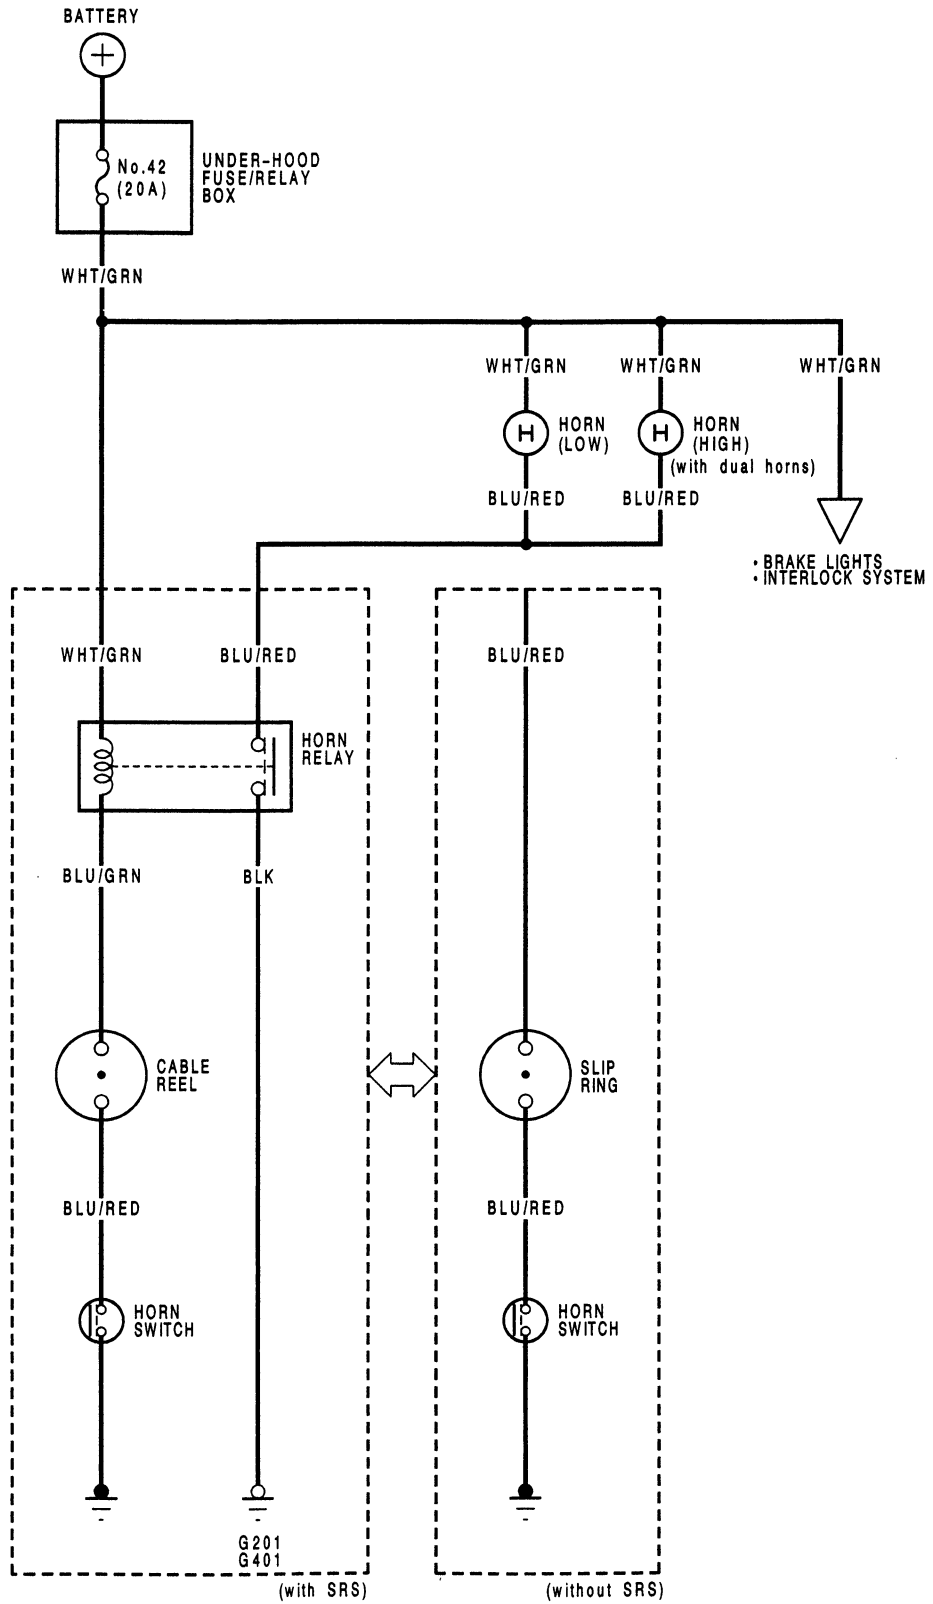 BATTERY
+
No.42
(20A)
UNDER-HOOD
FUSE/RELAY
BOX
WHT/GRN
WHT/GRN
WHT/GRN
WHT/GRN
H
HORN
(LOW)
H
HORN
(HIGH)
(with dual horns)
BLU/RED
BLU/RED
• BRAKE LIGHTS
• INTERLOCK SYSTEM
WHT/GRN
BLU/RED
BLU/RED
HORN
RELAY
BLU/GRN
BLK
CABLE
REEL
SLIP
RING
BLU/RED
BLU/RED
HORN
SWITCH
HORN
SWITCH
G201
G401
(with SRS)
(without SRS)